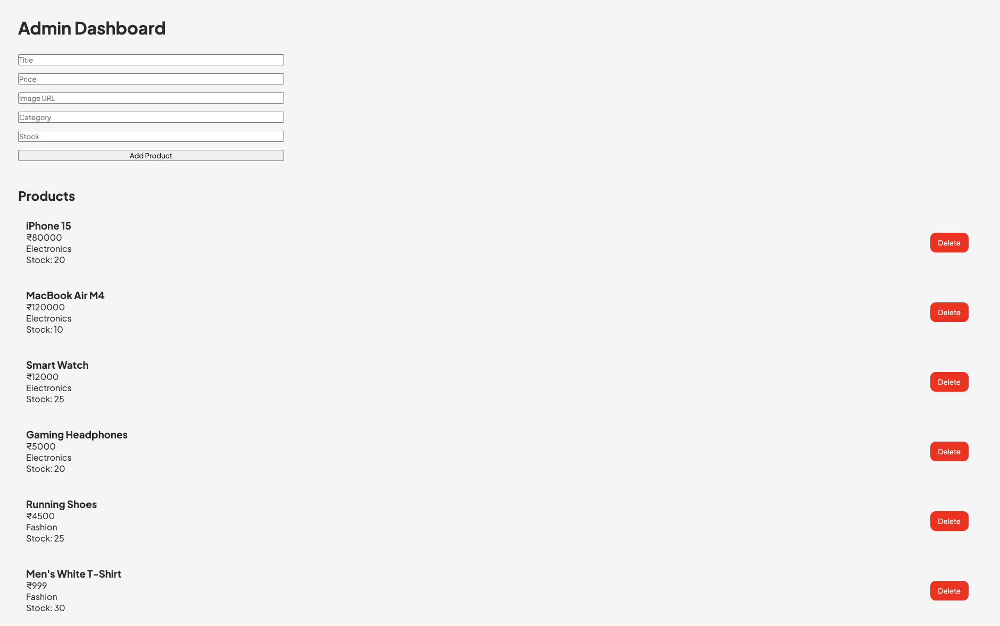 Admin Dashboard
Title
Price
Image URL
Category
Stock
Add Product
Products
iPhone 15
₹80000
Electronics
Stock: 20
Delete
MacBook Air M4
₹120000
Electronics
Stock: 10
Delete
Smart Watch
₹12000
Electronics
Stock: 25
Delete
Gaming Headphones
₹5000
Electronics
Stock: 20
Delete
Running Shoes
₹4500
Fashion
Stock: 25
Delete
Men's White T-Shirt
₹999
Fashion
Stock: 30
Delete